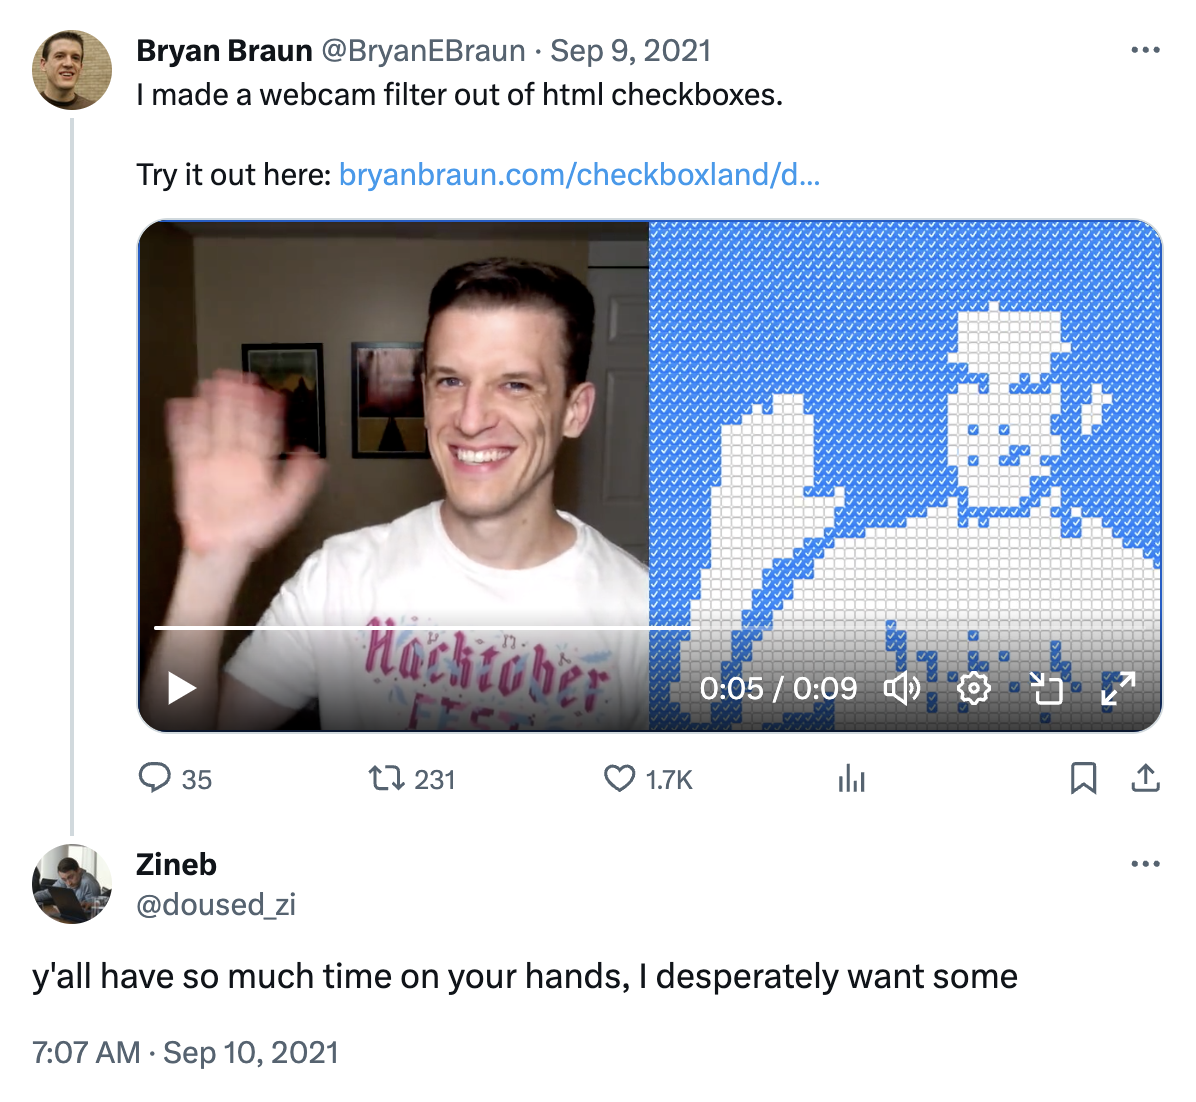 Bryan Braun @BryanEBraun · Sep 9, 2021
I made a webcam filter out of html checkboxes.
Try it out here: bryanbraun.com/checkboxland/d...
Hacktober
FEST
0:05 / 0:09
35 231 1.7K
Zineb
@doused_zi
y'all have so much time on your hands, I desperately want some
7:07 AM · Sep 10, 2021